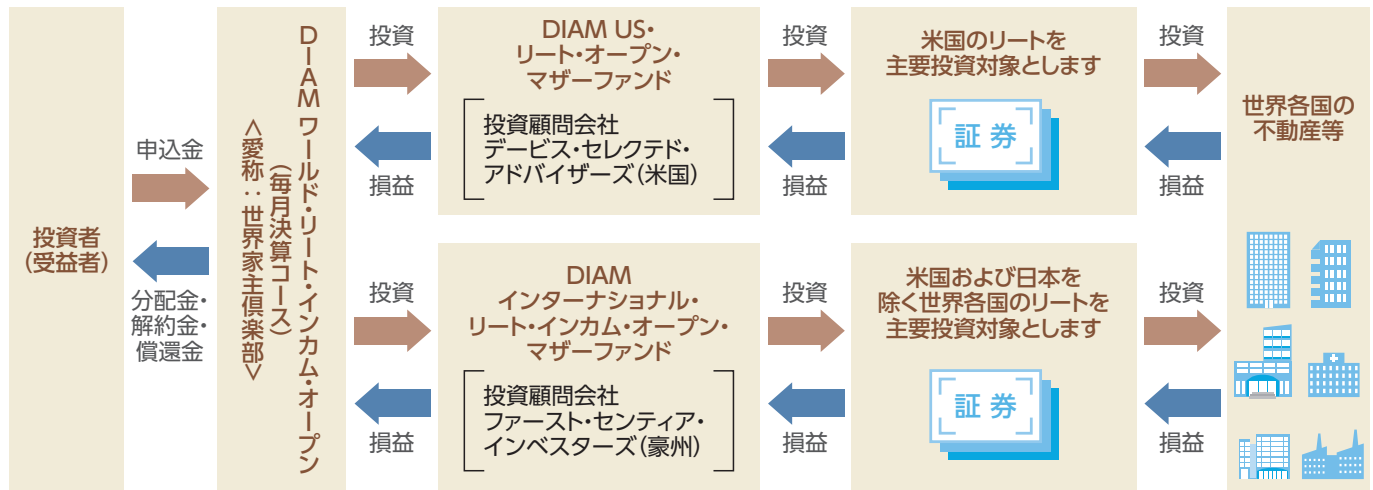 投資者
(受益者)
申込金
分配金・
解約金・
償還金
DIAMワールド・リート・インカム・オープン
(毎月決算コース)
<愛称:世界家主倶楽部>
投資
損益
DIAM US・
リート・オープン・
マザーファンド
投資顧問会社
デービス・セレクテド・
アドバイザーズ(米国)
投資
損益
米国のリートを
主要投資対象とします
証券
投資
損益
投資
損益
DIAM
インターナショナル・
リート・インカム・オープン・
マザーファンド
投資顧問会社
ファースト・センティア・
インベスターズ(豪州)
投資
損益
米国および日本を
除く世界各国のリートを
主要投資対象とします
証券
投資
損益
世界各国の
不動産等